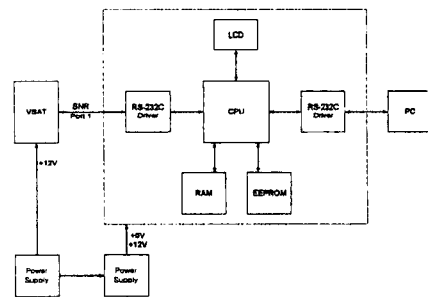 LCD
VSAT
SNR
Port 1
RS-232C
Driver
CPU
RS-232C
Driver
PC
+12V
RAM
EEPROM
+12V
Power
Supply
Power
Supply